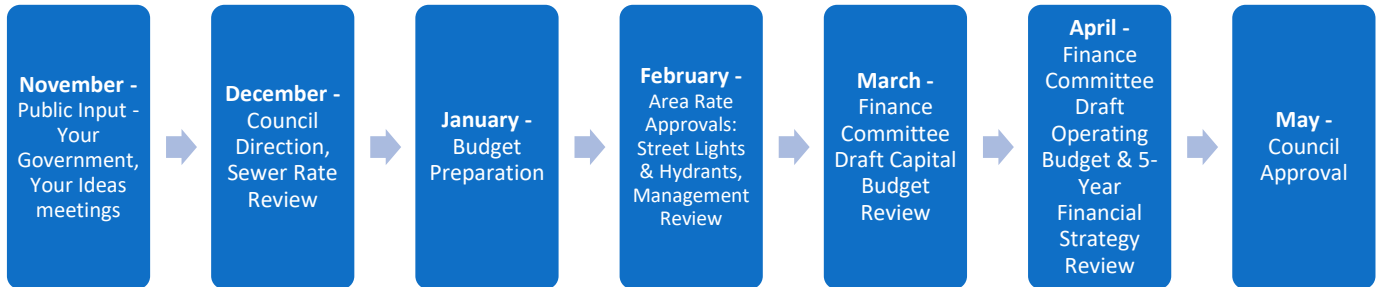 November -
Public Input -
Your
Government,
Your Ideas
meetings
December -
Council
Direction,
Sewer Rate
Review
January -
Budget
Preparation
February -
Area Rate
Approvals:
Street Lights
& Hydrants,
Management
Review
March -
Finance
Committee
Draft Capital
Budget
Review
April -
Finance
Committee
Draft
Operating
Budget & 5-
Year
Financial
Strategy
Review
May -
Council
Approval